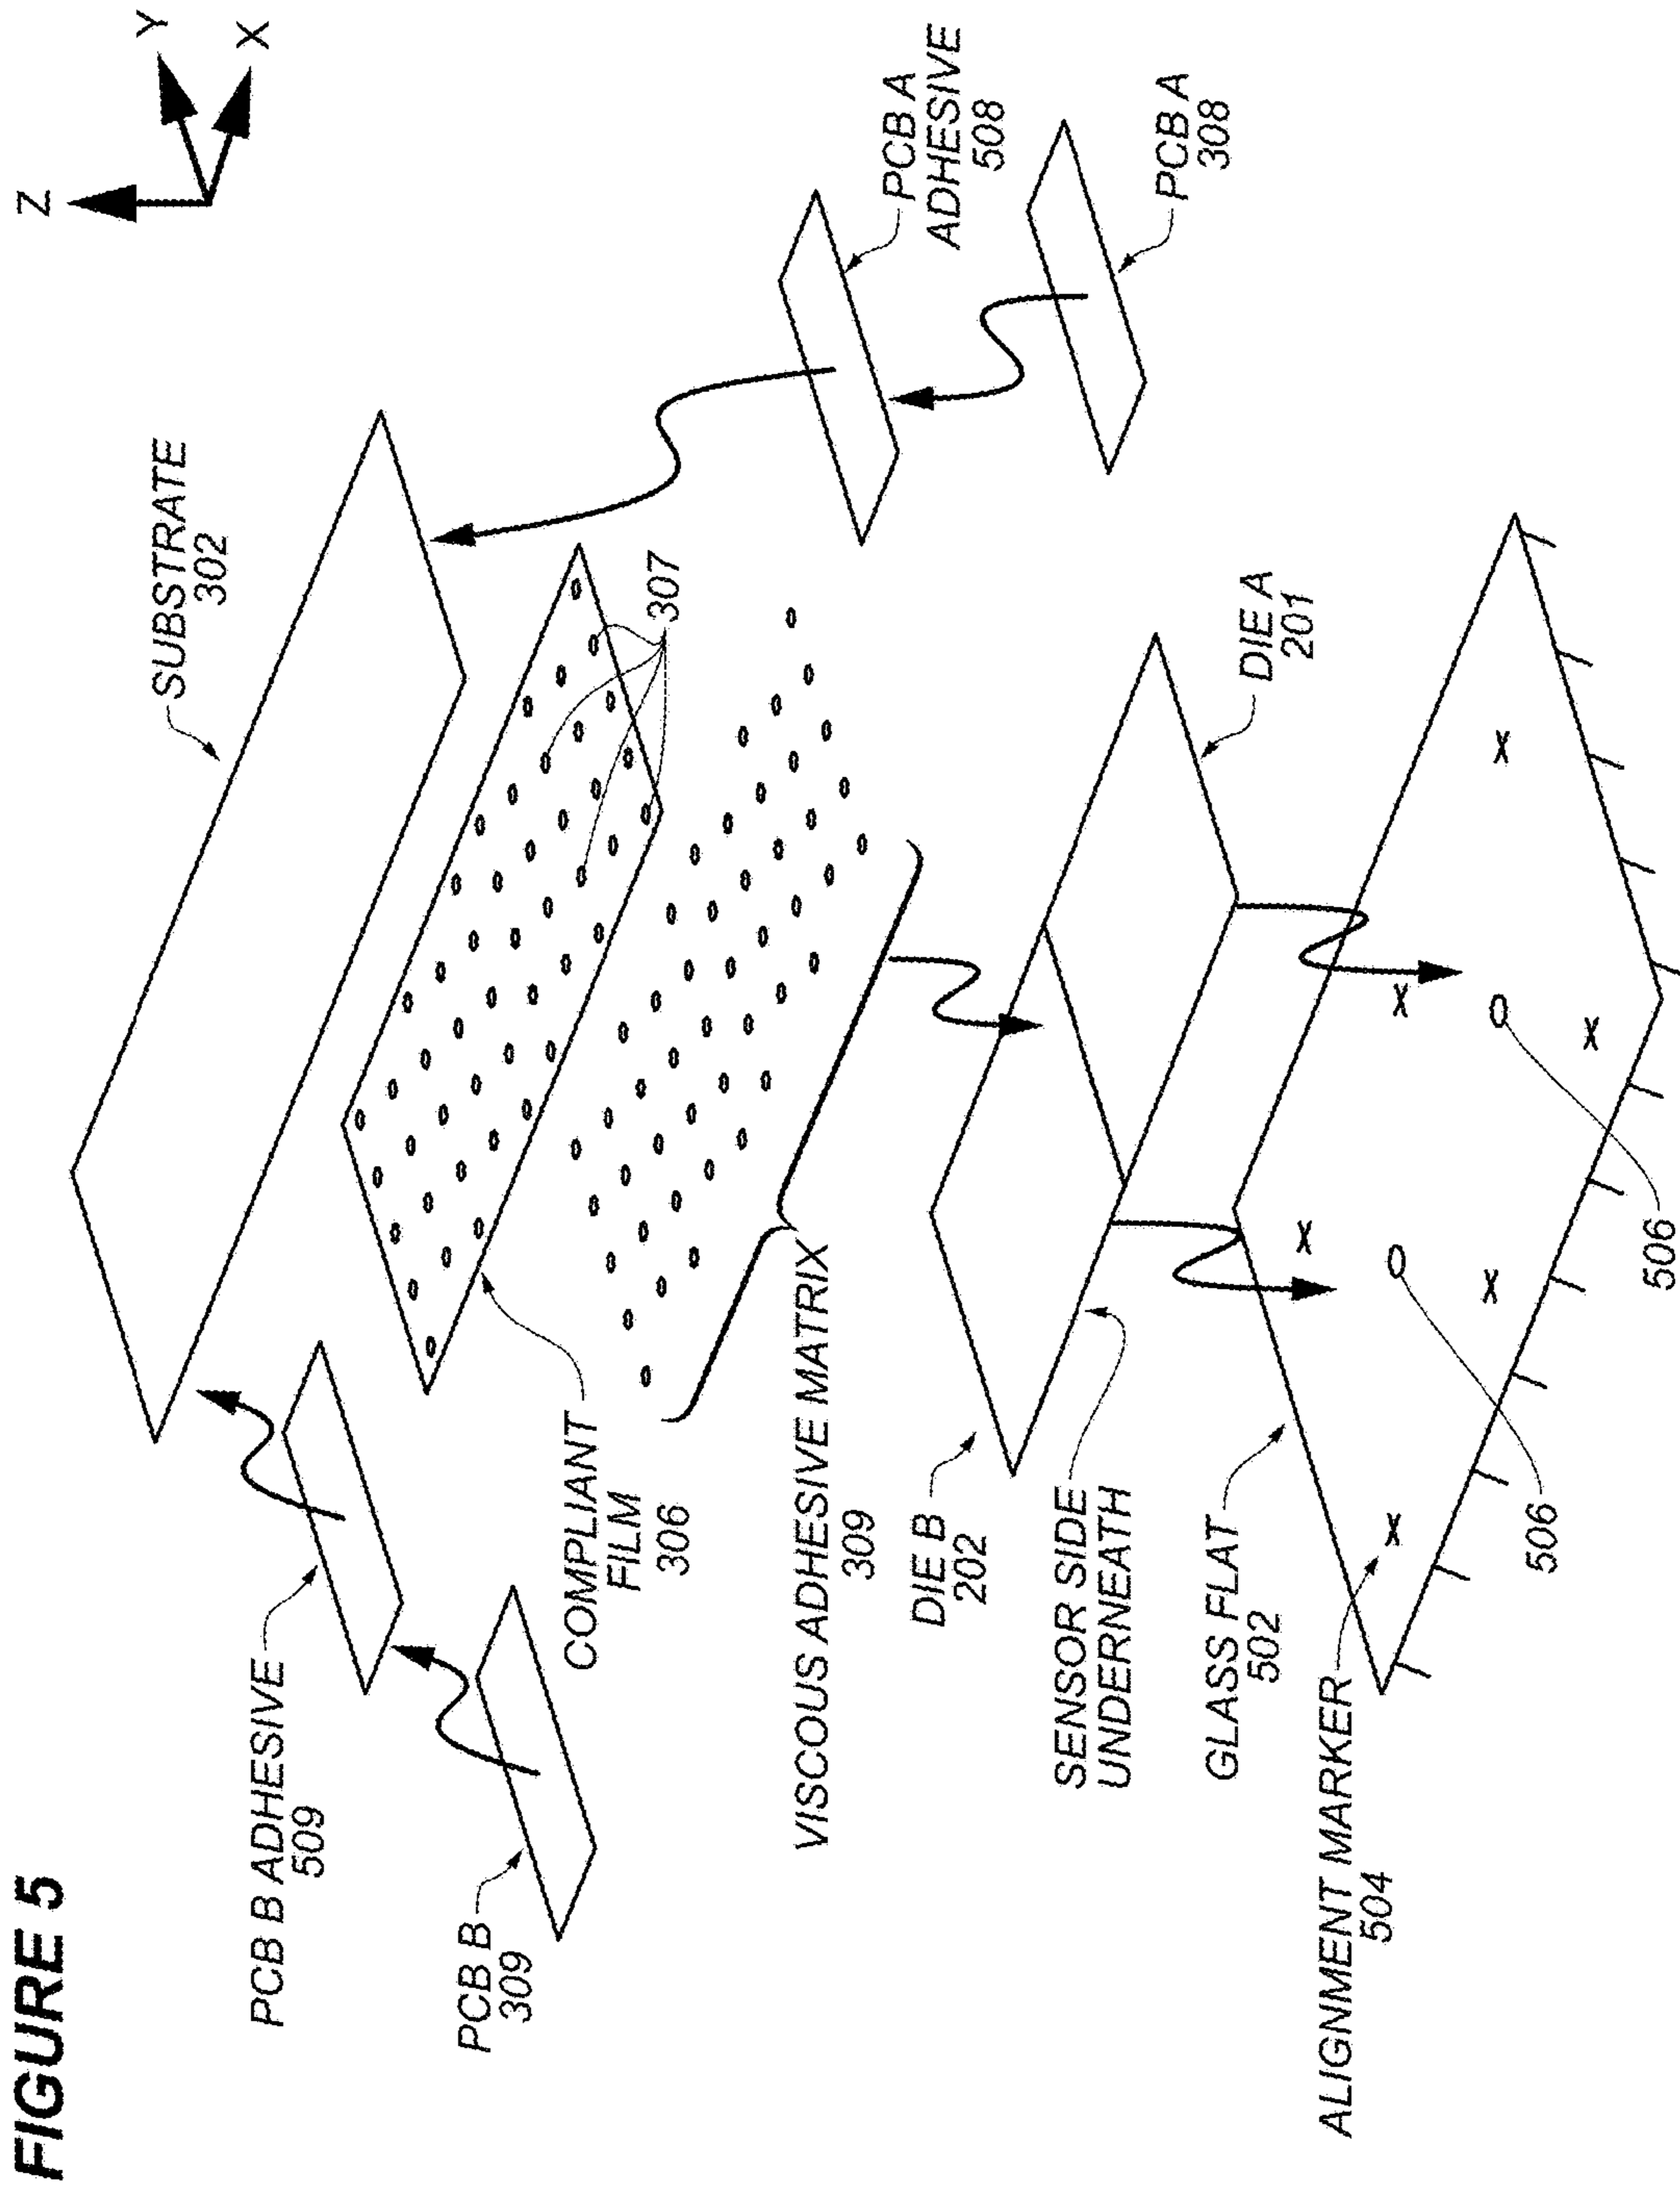 FIGURE 5
Z
Y
X
SUBSTRATE
302
PCB B ADHESIVE
509
PCB B
309
COMPLIANT
FILM
306
307
PCB A
ADHESIVE
508
PCB A
308
VISCOUS ADHESIVE MATRIX
309
DIE B
202
DIE A
201
SENSOR SIDE
UNDERNEATH
GLASS FLAT
502
ALIGNMENT MARKER
504
X
X
X
X
X
X
O
O
506
506